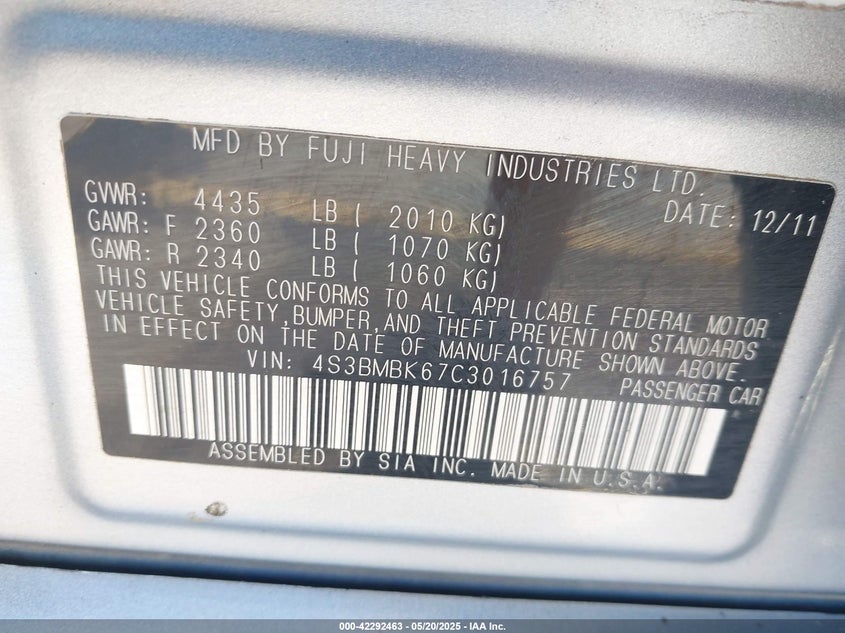 MFD BY FUJI HEAVY INDUSTRIES LTD.
GVWR: 4435 LB ( 2010 KG) DATE: 12/11
GAWR: F 2360 LB ( 1070 KG)
GAWR: R 2340 LB ( 1060 KG)
THIS VEHICLE CONFORMS TO ALL APPLICABLE FEDERAL MOTOR
VEHICLE SAFETY,BUMPER,AND THEFT PREVENTION STANDARDS
IN EFFECT ON THE DATE OF MANUFACTURE SHOWN ABOVE.
VIN: 4S3BMBK67C3016757 PASSENGER CAR
ASSEMBLED BY SIA INC. MADE IN U.S.A.
000-42292463 - 05/20/2025 - IAA Inc.